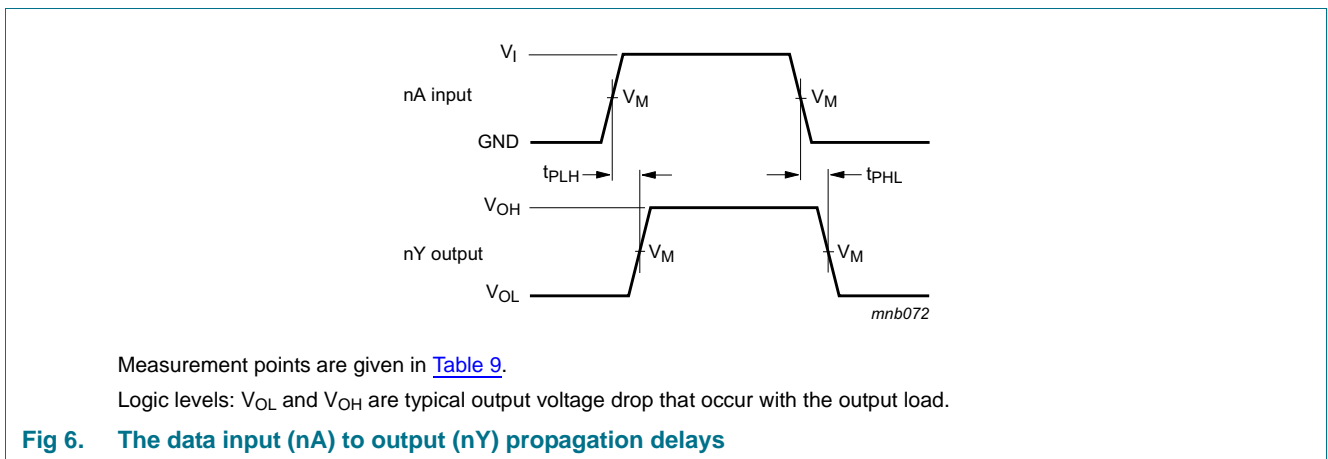 VI
nA input
VM
VM
GND
tPLH
tPHL
VOH
nY output
VM
VM
VOL
mnb072
Measurement points are given in Table 9.
Logic levels: VOL and VOH are typical output voltage drop that occur with the output load.
Fig 6. The data input (nA) to output (nY) propagation delays